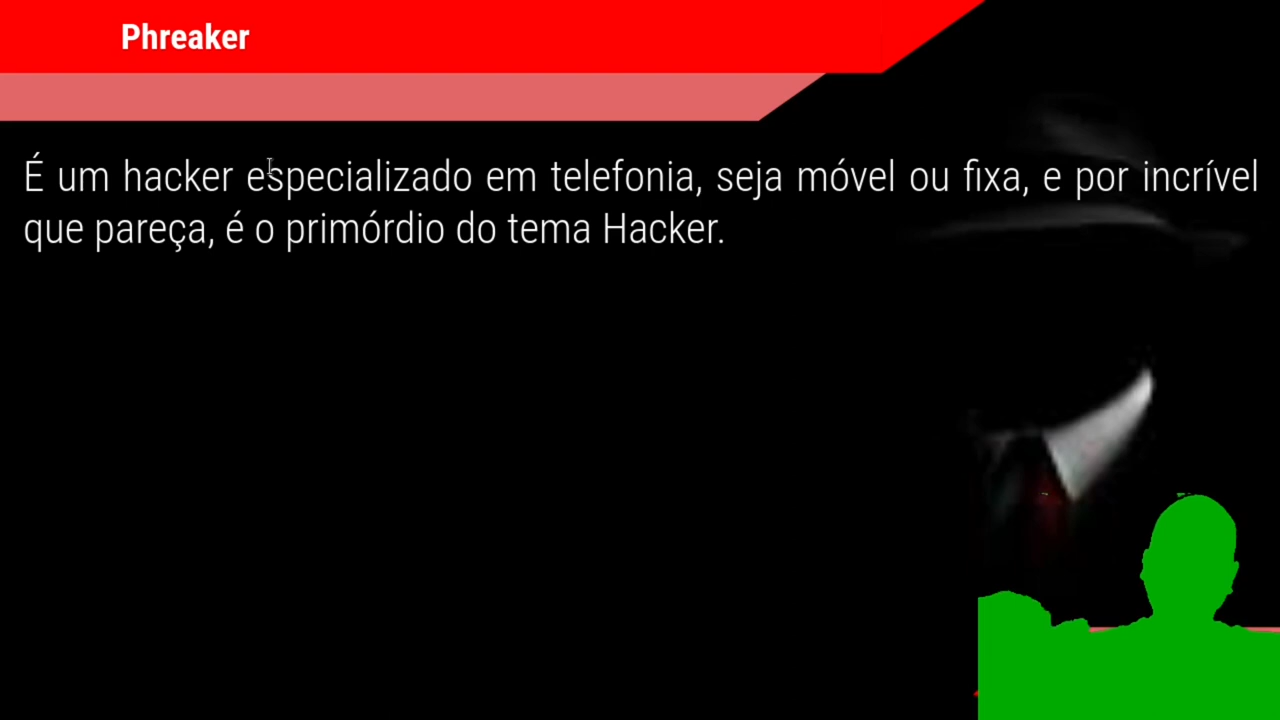 Phreaker
É um hacker especializado em telefonia, seja móvel ou fixa, e por incrível
que pareça, é o primórdio do tema Hacker.